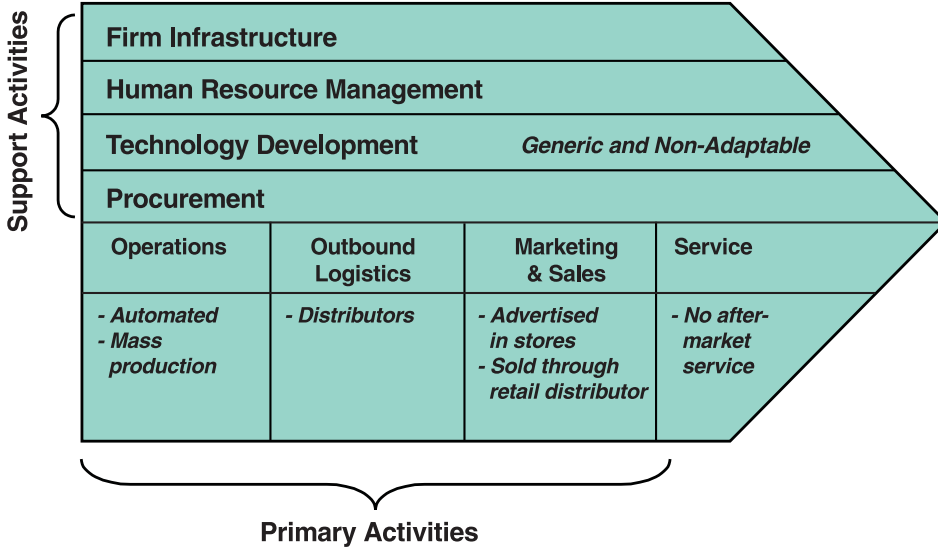 Support Activities
Firm Infrastructure
Human Resource Management
Technology Development Generic and Non-Adaptable
Procurement
Operations
Outbound
Logistics
Marketing
& Sales
Service
- Automated
- Mass
production
- Distributors
- Advertised
in stores
- Sold through
retail distributor
- No after-
market
service
Primary Activities